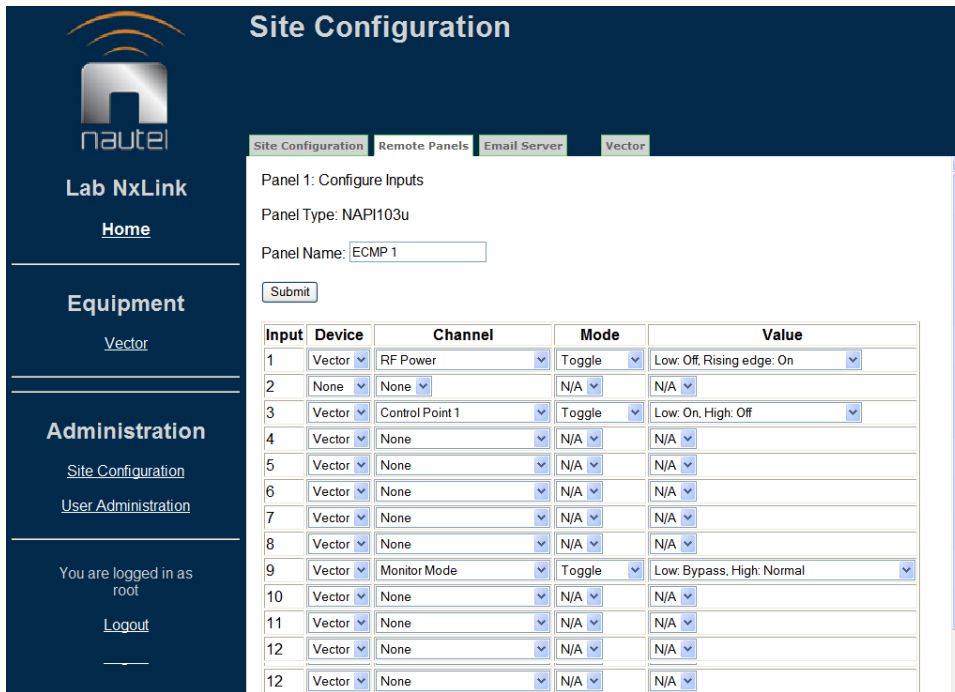 Site Configuration
nautel
Site Configuration Remote Panels Email Server Vector
Lab NxLink
Home
Equipment
Vector
Administration
Site Configuration
User Administration
You are logged in as
root
Logout
Panel 1: Configure Inputs
Panel Type: NAPI103u
Panel Name: ECMP 1
Submit
Input Device Channel Mode Value
1 Vector RF Power Toggle Low: Off, Rising edge: On
2 None None N/A N/A
3 Vector Control Point 1 Toggle Low: On, High: Off
4 Vector None N/A N/A
5 Vector None N/A N/A
6 Vector None N/A N/A
7 Vector None N/A N/A
8 Vector None N/A N/A
9 Vector Monitor Mode Toggle Low: Bypass, High: Normal
10 Vector None N/A N/A
11 Vector None N/A N/A
12 Vector None N/A N/A
12 Vector None N/A N/A